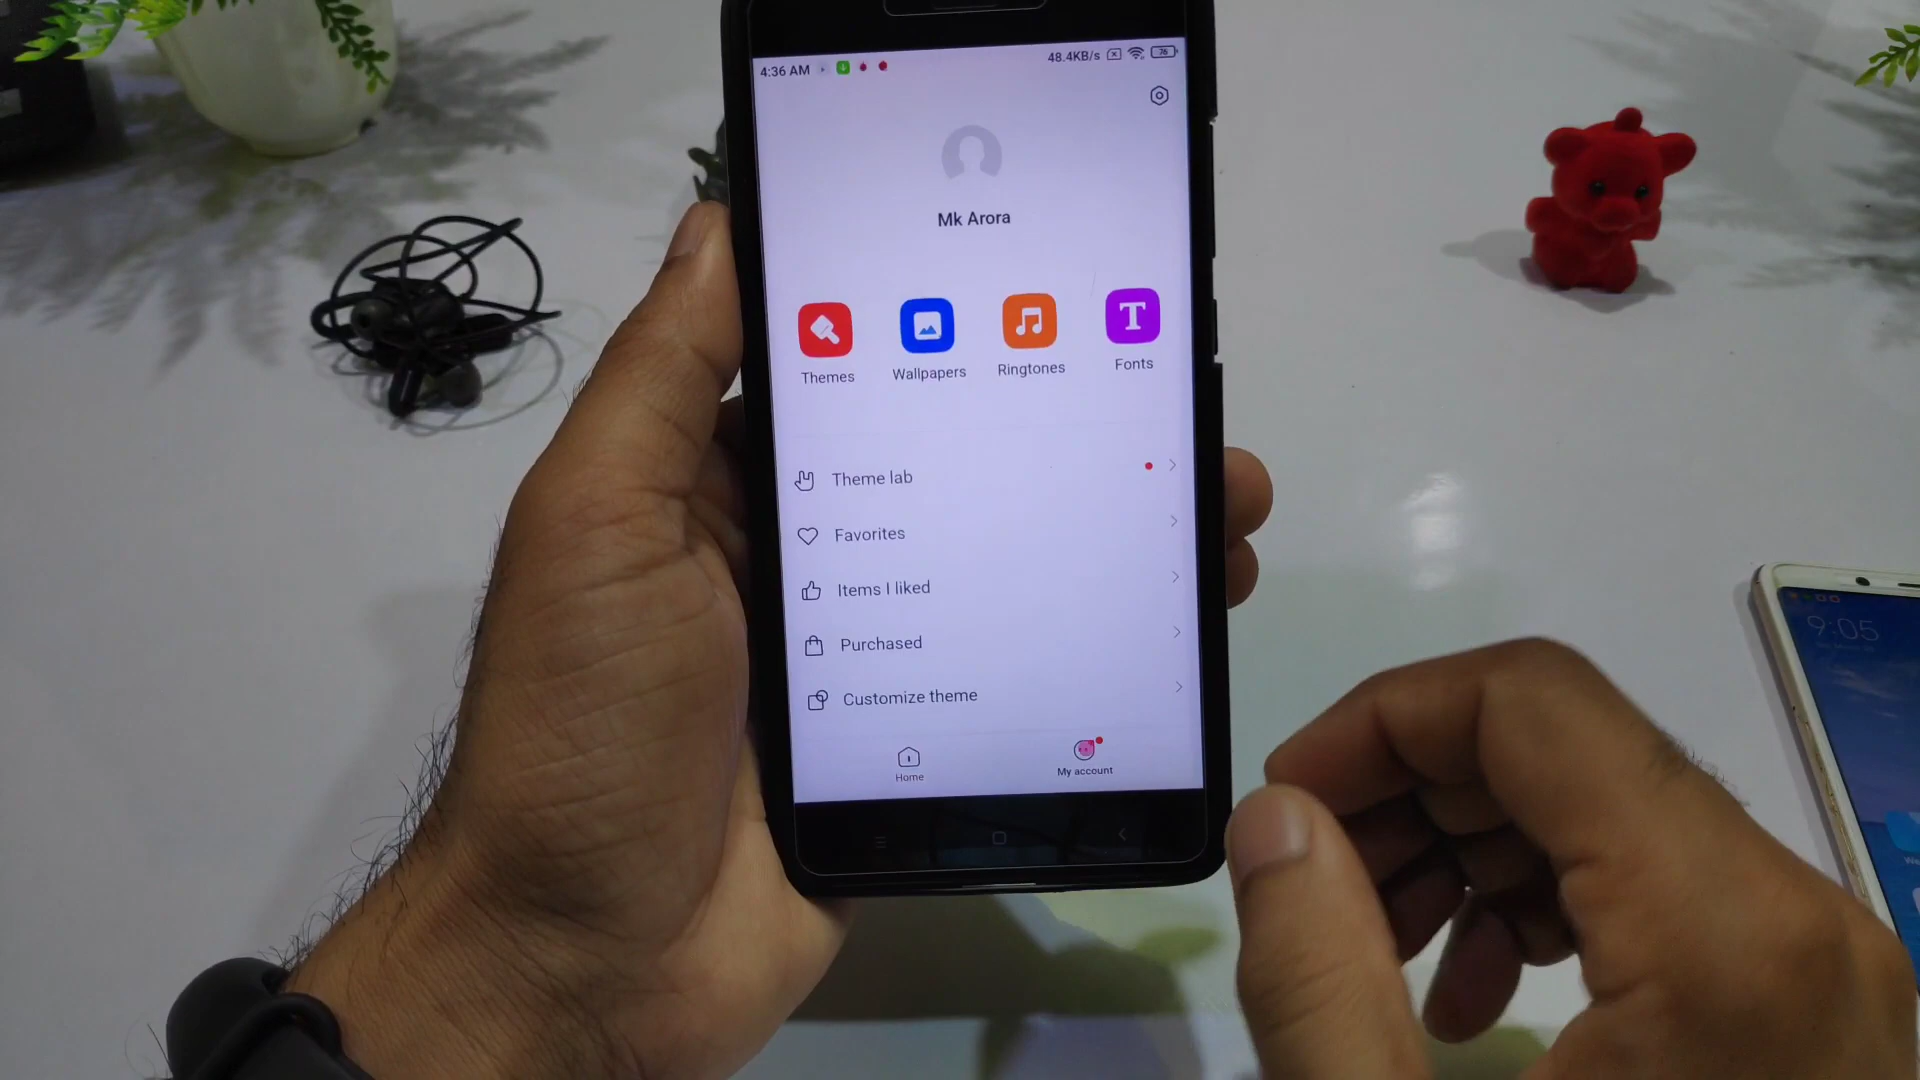 4:36 AM
48.4KB/s
76
Mk Arora
Themes
Wallpapers
Ringtones
Fonts
T
Theme lab
Favorites
Items I liked
Purchased
Customize theme
Home
My account
9:05